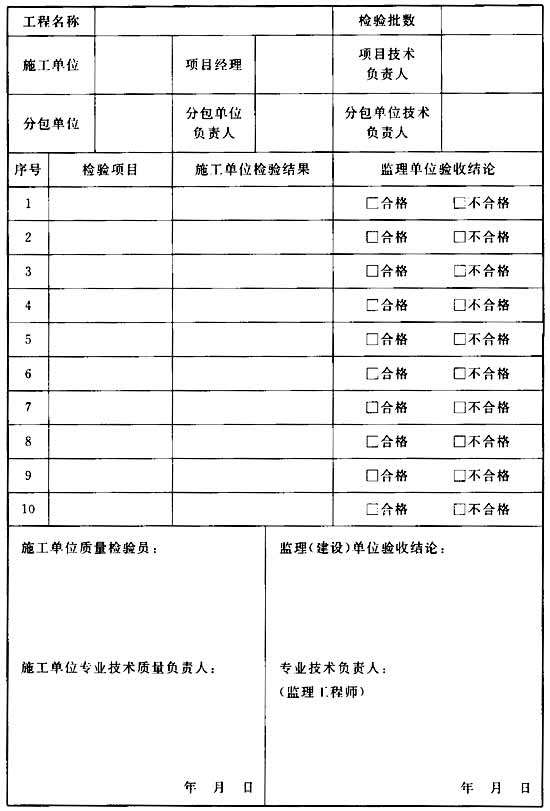 工程名称 检验批数
施工单位 项目经理 项目技术
负责人
分包单位 分包单位
负责人 分包单位技术
负责人
序号 检验项目 施工单位检验结果 监理单位验收结论
1 □合格 □不合格
2 □合格 □不合格
3 □合格 □不合格
4 □合格 □不合格
5 □合格 □不合格
6 □合格 □不合格
7 □合格 □不合格
8 □合格 □不合格
9 □合格 □不合格
10 □合格 □不合格
施工单位质量检验员： 监理(建设)单位验收结论：
施工单位专业技术质量负责人： 专业技术负责人：
(监理工程师)
年 月 日 年 月 日